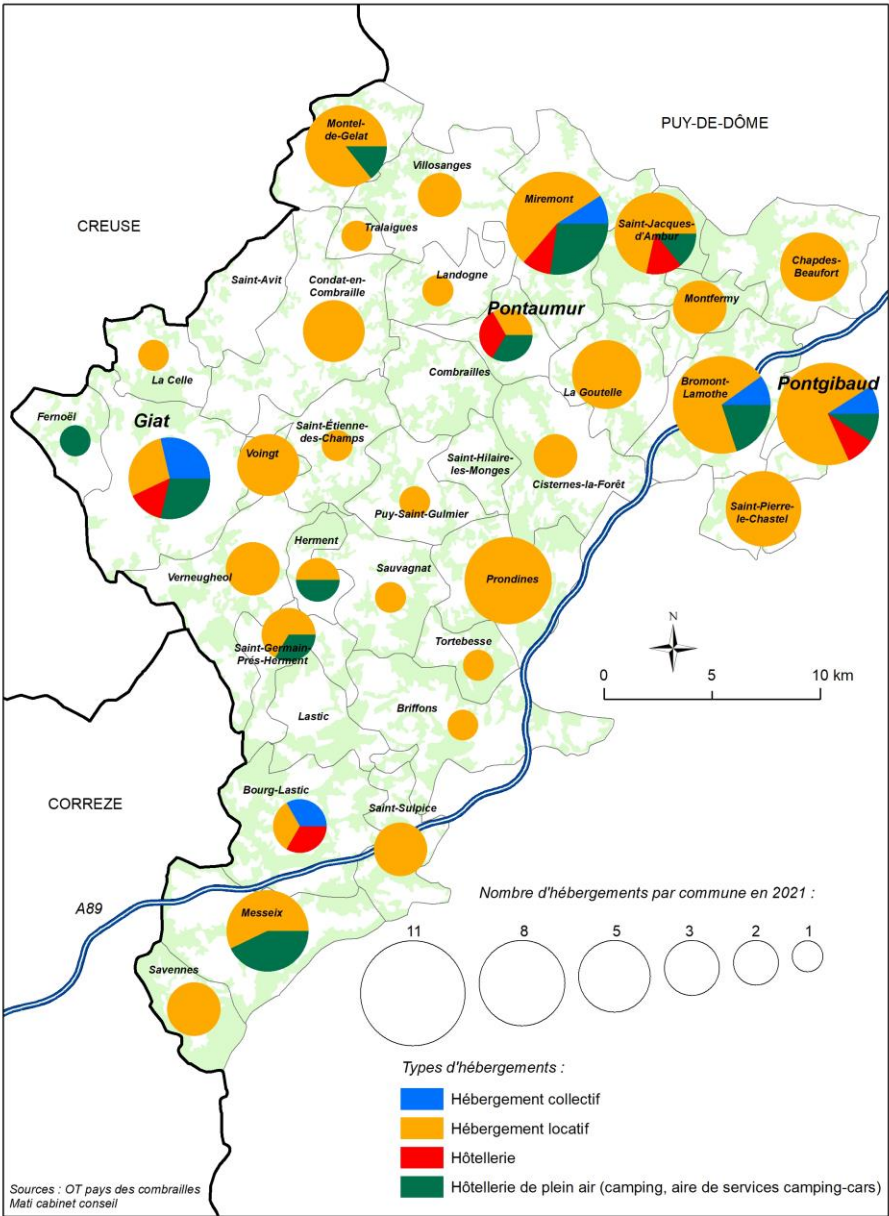 PUY-DE-DÔME
Montel-
de-Gelat
Villosanges
Miremont
CREUSE
Tralaigues
Saint-Jacques-
d'Ambur
Chapdes-
Beaufort
Saint-Avit
Condat-en-
Combraille
Landogne
Montfermy
Pontaumur
La Celle
Combrailles
La Goutelle
Bromont-
Lamothe
Pontgibaud
Fernoël
Giat
Saint-Étienne-
des-Champs
Voingt
Saint-Hilaire-
les-Monges
Cisternes-la-Forêt
Puy-Saint-Gulmier
Saint-Pierre-
le-Chastel
Herment
Verneugheol
Sauvagnat
Prondines
Saint-Germain-
Prés-Herment
Tortebesse
N
0 5 10 km
Lastic
Briffons
CORREZE
Bourg-Lastic
Saint-Sulpice
A89
Messeix
Savennes
Nombre d'hébergements par commune en 2021 :
11 8 5 3 2 1
Types d'hébergements :
Hébergement collectif
Hébergement locatif
Hôtellerie
Hôtellerie de plein air (camping, aire de services camping-cars)
Sources : OT pays des combrailles
Mati cabinet conseil